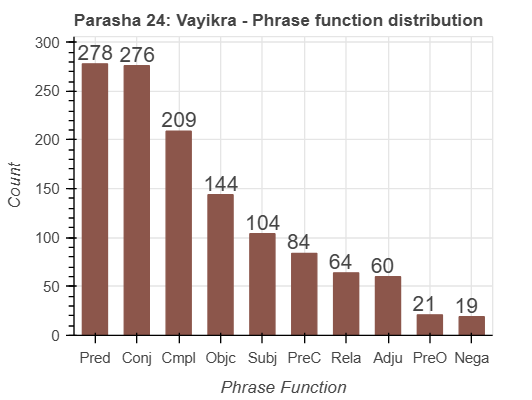 Parasha 24: Vayikra - Phrase function distribution
300
250
200
150
100
50
0
Count
278 276 209 144 104 84 64 60 21 19
Pred Conj Cmpl Objc Subj PreC Rela Adju PreO Nega
Phrase Function